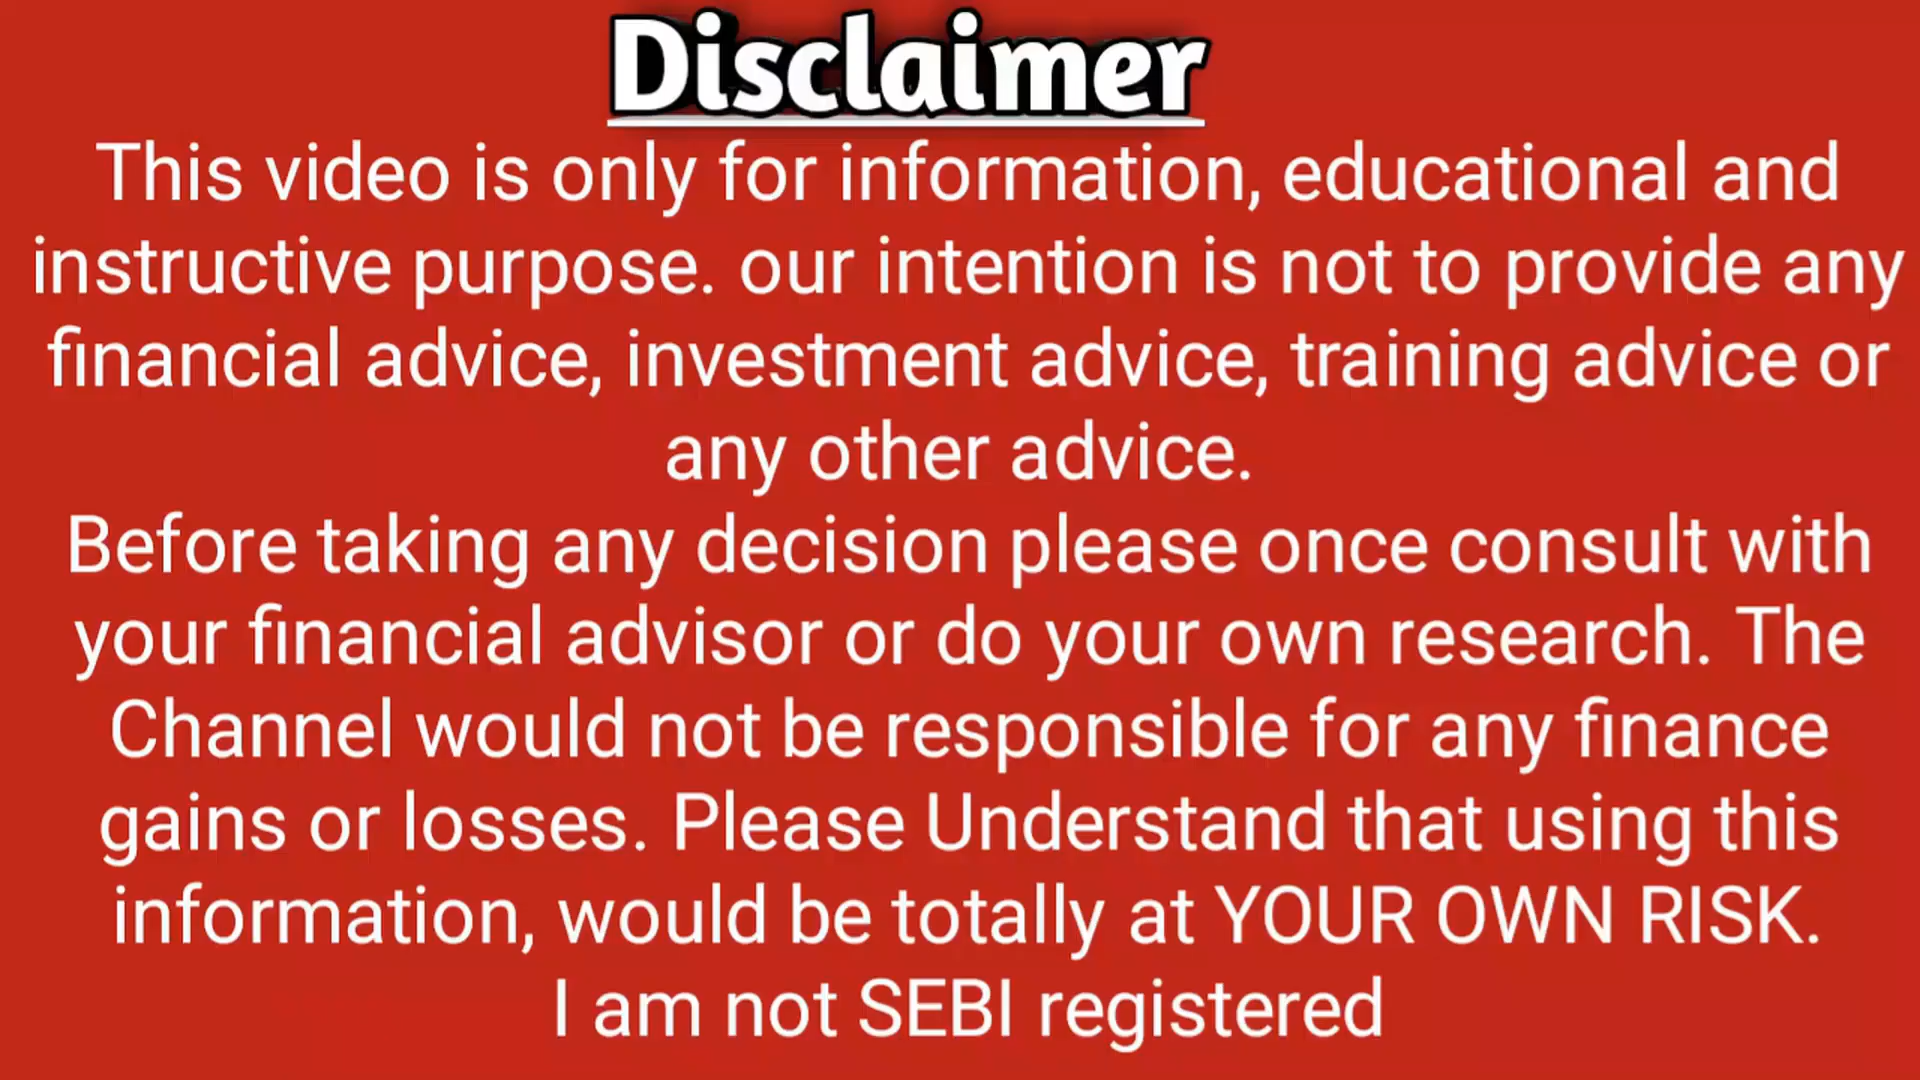 Disclaimer
This video is only for information, educational and
instructive purpose. our intention is not to provide any
financial advice, investment advice, training advice or
any other advice.
Before taking any decision please once consult with
your financial advisor or do your own research. The
Channel would not be responsible for any finance
gains or losses. Please Understand that using this
information, would be totally at YOUR OWN RISK.
I am not SEBI registered